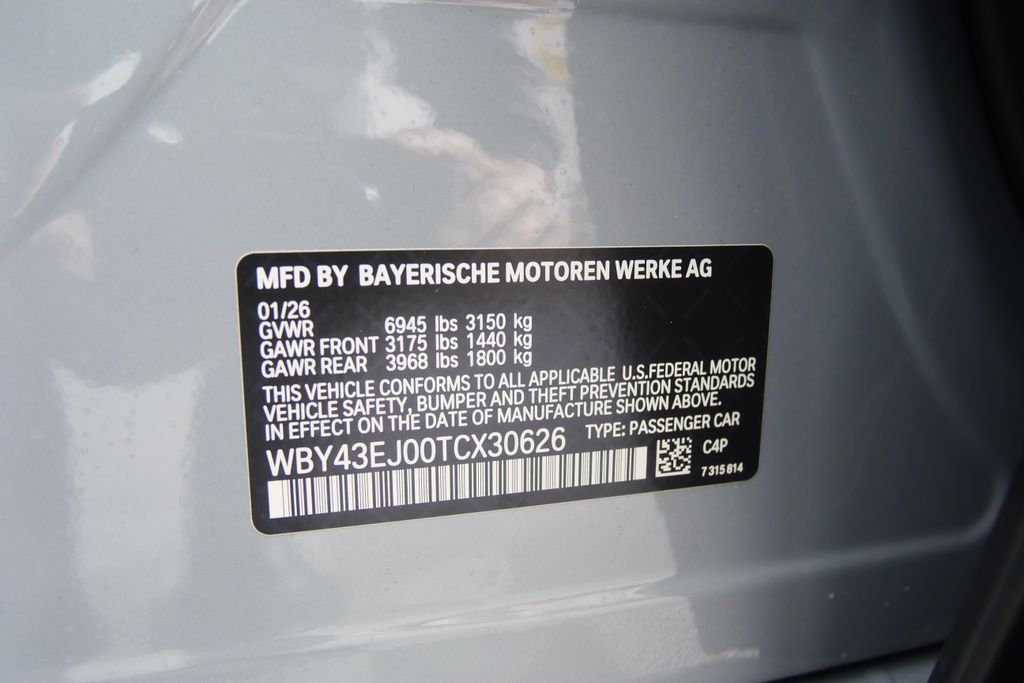 MFD BY BAYERISCHE MOTOREN WERKE AG
01/26
GVWR 6945 lbs 3150 kg
GAWR FRONT 3175 lbs 1440 kg
GAWR REAR 3968 lbs 1800 kg
THIS VEHICLE CONFORMS TO ALL APPLICABLE U.S.FEDERAL MOTOR
VEHICLE SAFETY, BUMPER AND THEFT PREVENTION STANDARDS
IN EFFECT ON THE DATE OF MANUFACTURE SHOWN ABOVE.
WBY43EJ00TCX30626 TYPE: PASSENGER CAR
C4P
7 315 814